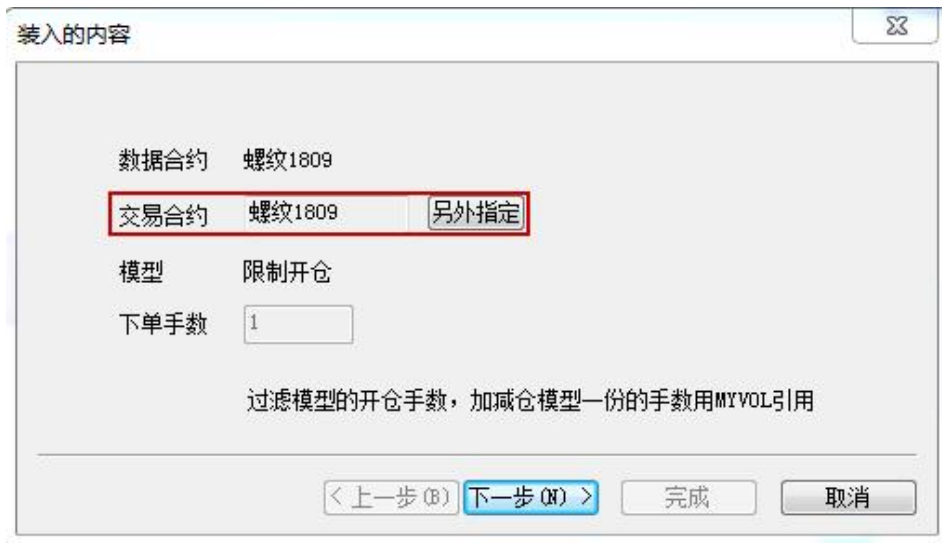 装入的内容
数据合约 螺纹1809
交易合约 螺纹1809 另外指定
模型 限制开仓
下单手数 1
过滤模型的开仓手数，加减仓模型一份的手数用MYVOL引用
< 上一步(B) 下一步(N) > 完成 取消